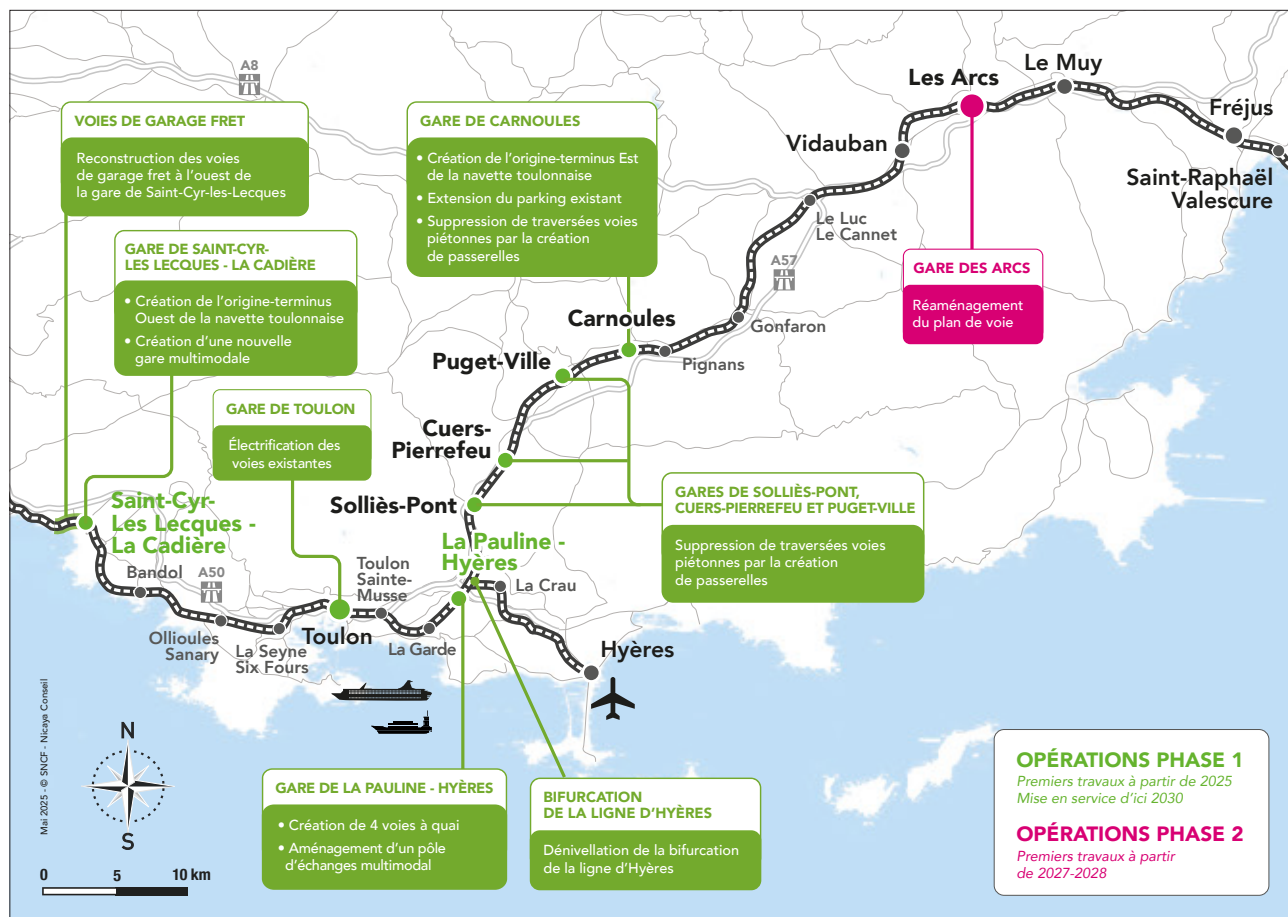 A8
VOIES DE GARAGE FRET
Reconstruction des voies
de garage fret à l'ouest de
la gare de Saint-Cyr-les-Lecques
GARE DE SAINT-CYR-
LES LECQUES - LA CADIÈRE
• Création de l'origine-terminus
Ouest de la navette toulonnaise
• Création d'une nouvelle
gare multimodale
GARE DE TOULON
Électrification des
voies existantes
GARE DE CARNOULES
• Création de l'origine-terminus Est
de la navette toulonnaise
• Extension du parking existant
• Suppression de traversées voies
piétonnes par la création
de passerelles
Les Arcs
Le Muy
Fréjus
Saint-Raphaël
Valescure
Vidauban
Le Luc
Le Cannet
A57
GARE DES ARCS
Réaménagement
du plan de voie
Gonfaron
Carnoules
Pignans
Puget-Ville
Cuers-
Pierrefeu
Solliès-Pont
GARES DE SOLLIÈS-PONT,
CUERS-PIERREFEU ET PUGET-VILLE
Suppression de traversées voies
piétonnes par la création
de passerelles
Saint-Cyr-
Les Lecques -
La Cadière
La Pauline -
Hyères
Bandol
A50
Ollioules
Sanary
La Seyne
Six Fours
Toulon
Toulon
Sainte-
Musse
La Garde
La Crau
Hyères
Mai 2025 - © SNCF - Nicaya Conseil
N
S
0 5 10 km
GARE DE LA PAULINE - HYÈRES
• Création de 4 voies à quai
• Aménagement d'un pôle
d'échanges multimodal
BIFURCATION
DE LA LIGNE D'HYÈRES
Dénivellation de la bifurcation
de la ligne d'Hyères
OPÉRATIONS PHASE 1
Premiers travaux à partir de 2025
Mise en service d'ici 2030
OPÉRATIONS PHASE 2
Premiers travaux à partir
de 2027-2028